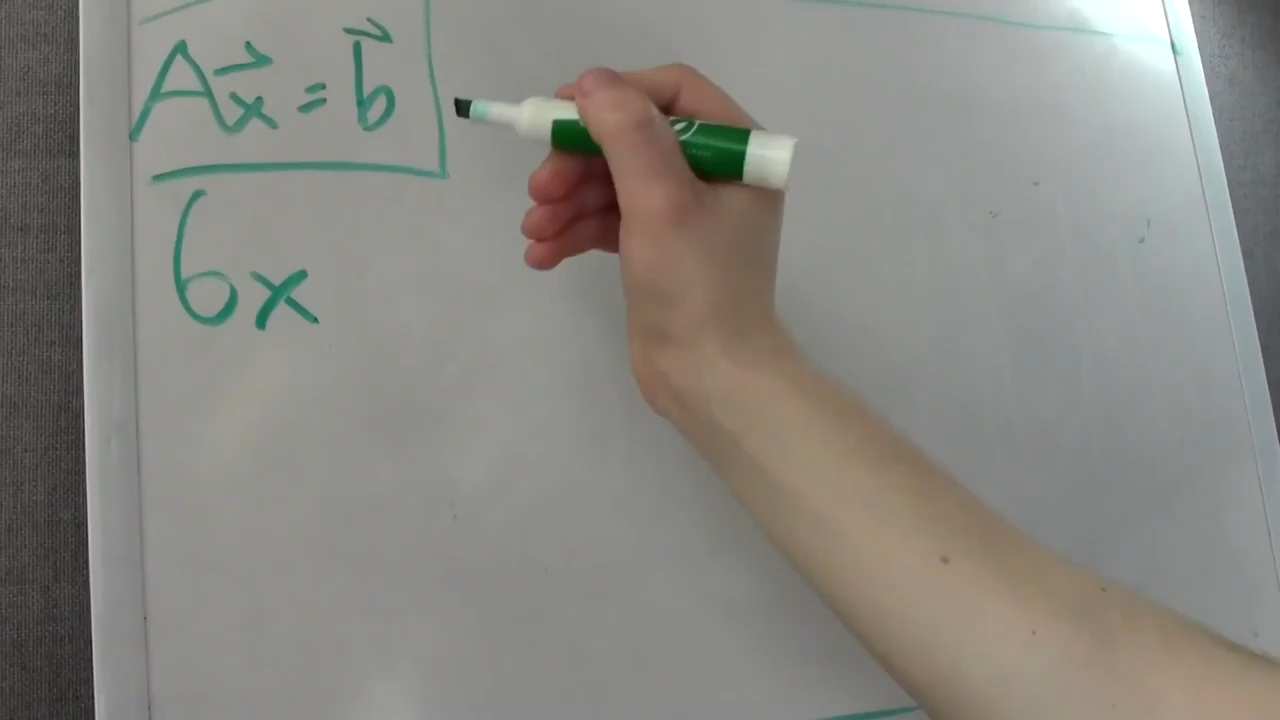 Ax⃗ = b⃗
6x